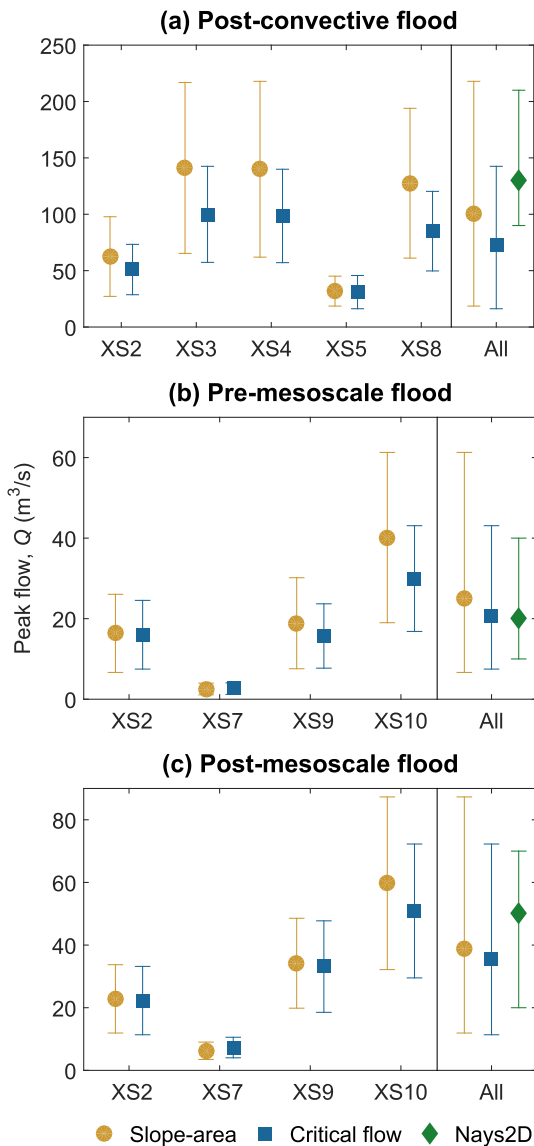 (a) Post-convective flood
250
200
150
100
50
0
XS2 XS3 XS4 XS5 XS8 All
(b) Pre-mesoscale flood
60
40
20
0
XS2 XS7 XS9 XS10 All
Peak flow, Q (m³/s)
(c) Post-mesoscale flood
80
60
40
20
0
XS2 XS7 XS9 XS10 All
Slope-area Critical flow Nays2D